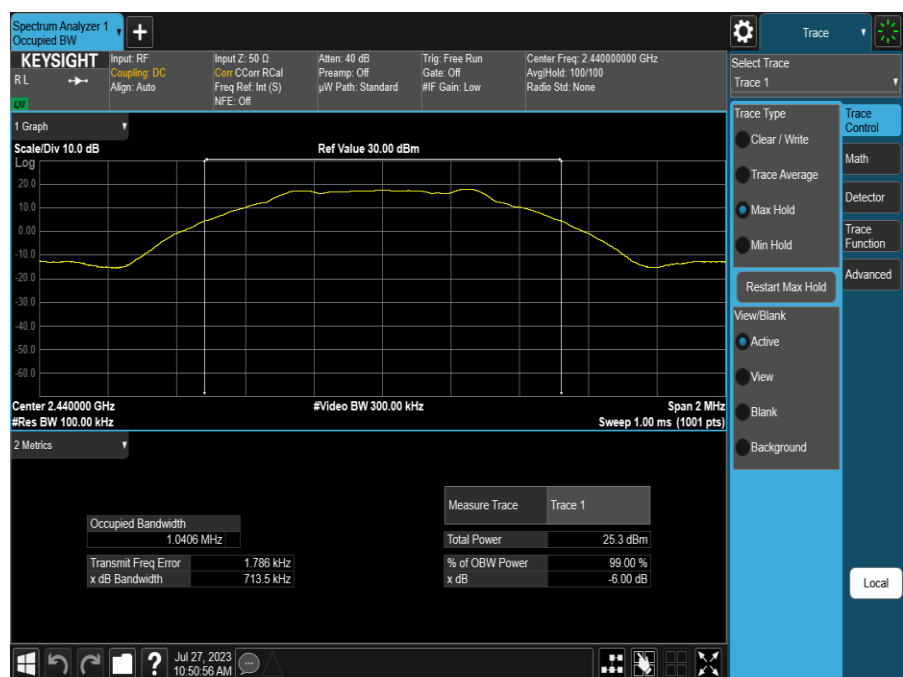 Spectrum Analyzer 1
Occupied BW
+
Trace
KEYSIGHT
R L
LXI
Input: RF
Coupling: DC
Align: Auto
Input Z: 50 Ω
Corr CCorr RCal
Freq Ref: Int (S)
NFE: Off
Atten: 40 dB
Preamp: Off
µW Path: Standard
Trig: Free Run
Gate: Off
#IF Gain: Low
Center Freq: 2.440000000 GHz
Avg|Hold: 100/100
Radio Std: None
Select Trace
Trace 1
1 Graph
Scale/Div 10.0 dB
Ref Value 30.00 dBm
Log
20.0
10.0
0.00
-10.0
-20.0
-30.0
-40.0
-50.0
-60.0
Center 2.440000 GHz
#Video BW 300.00 kHz
Span 2 MHz
#Res BW 100.00 kHz
Sweep 1.00 ms (1001 pts)
Trace Type
Clear / Write
Trace Average
Max Hold
Min Hold
Restart Max Hold
View/Blank
Active
View
Blank
Background
Trace
Control
Math
Detector
Trace
Function
Advanced
Local
2 Metrics
Occupied Bandwidth
1.0406 MHz
Transmit Freq Error 1.786 kHz
x dB Bandwidth 713.5 kHz
Measure Trace Trace 1
Total Power 25.3 dBm
% of OBW Power 99.00 %
x dB -6.00 dB
?
Jul 27, 2023
10:50:56 AM